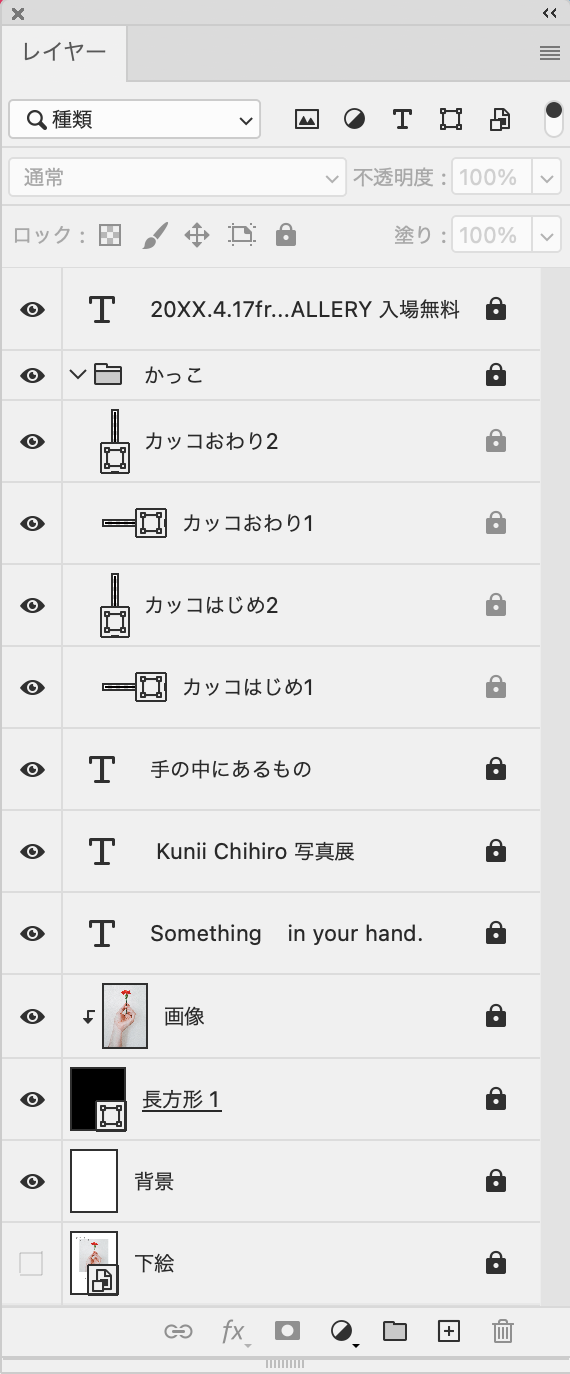 レイヤー
種類
通常 不透明度： 100%
ロック： 塗り： 100%
20XX.4.17fr...ALLERY 入場無料
かっこ
カッコおわり2
カッコおわり1
カッコはじめ2
カッコはじめ1
手の中にあるもの
Kunii Chihiro 写真展
Something　in your hand.
画像
長方形 1
背景
下絵
fx